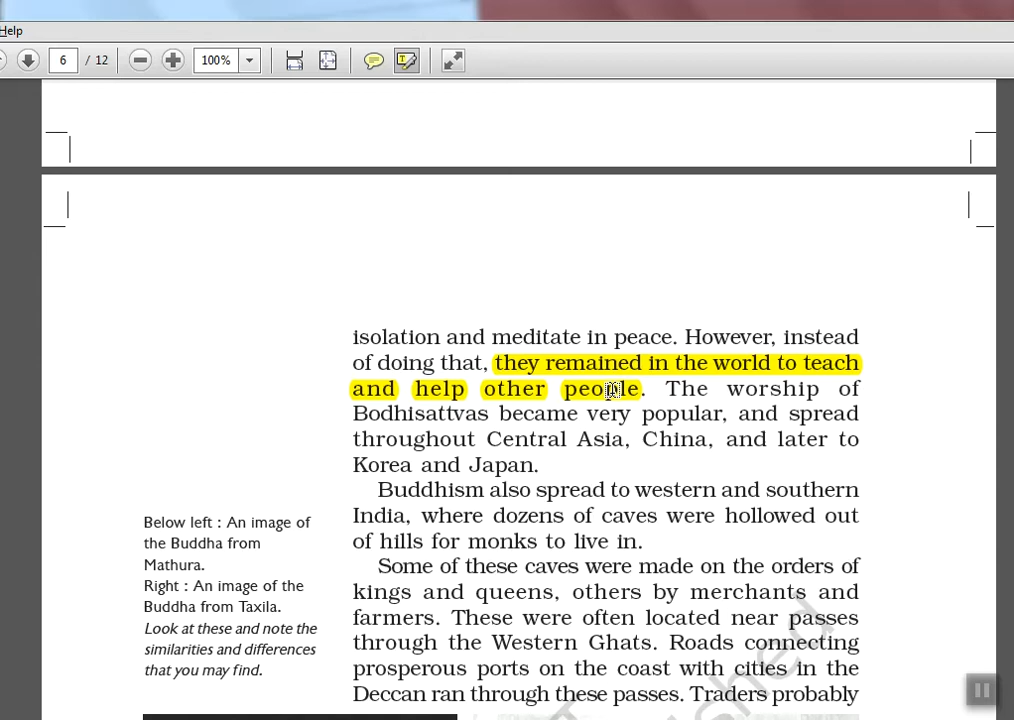 Help
6 / 12 100%
isolation and meditate in peace. However, instead
of doing that, they remained in the world to teach
and help other people. The worship of
Bodhisattvas became very popular, and spread
throughout Central Asia, China, and later to
Korea and Japan.
Buddhism also spread to western and southern
India, where dozens of caves were hollowed out
of hills for monks to live in.
Some of these caves were made on the orders of
kings and queens, others by merchants and
farmers. These were often located near passes
through the Western Ghats. Roads connecting
prosperous ports on the coast with cities in the
Deccan ran through these passes. Traders probably
Below left : An image of
the Buddha from
Mathura.
Right : An image of the
Buddha from Taxila.
Look at these and note the
similarities and differences
that you may find.